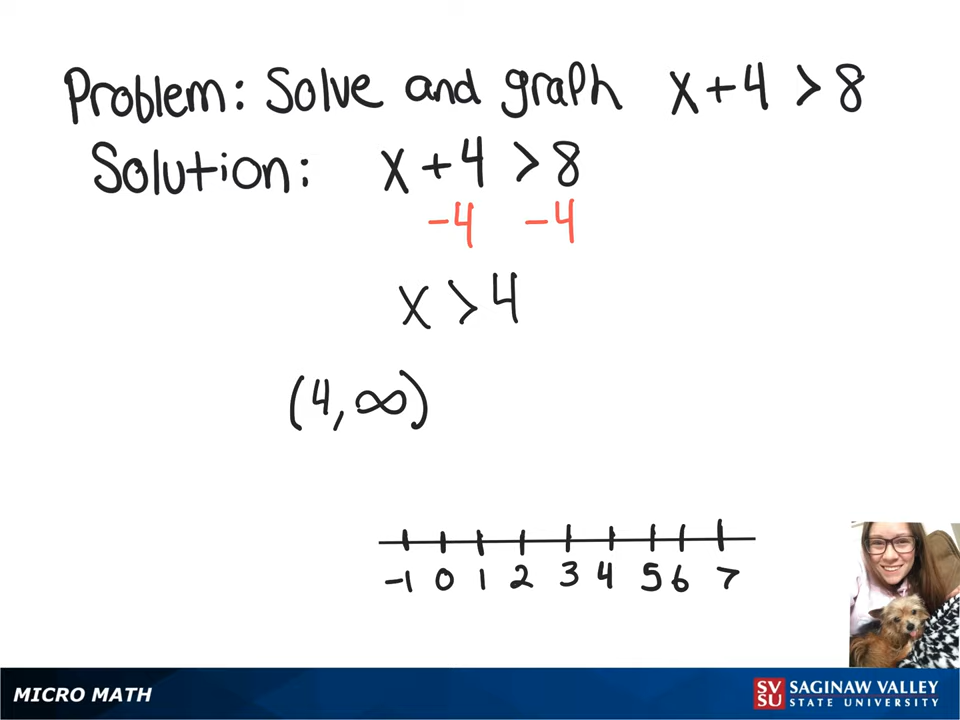 Problem: Solve and graph x + 4 > 8
Solution: x + 4 > 8
-4 -4
x > 4
(4, ∞)
-1 0 1 2 3 4 5 6 7
MICRO MATH
SV SU SAGINAW VALLEY STATE UNIVERSITY